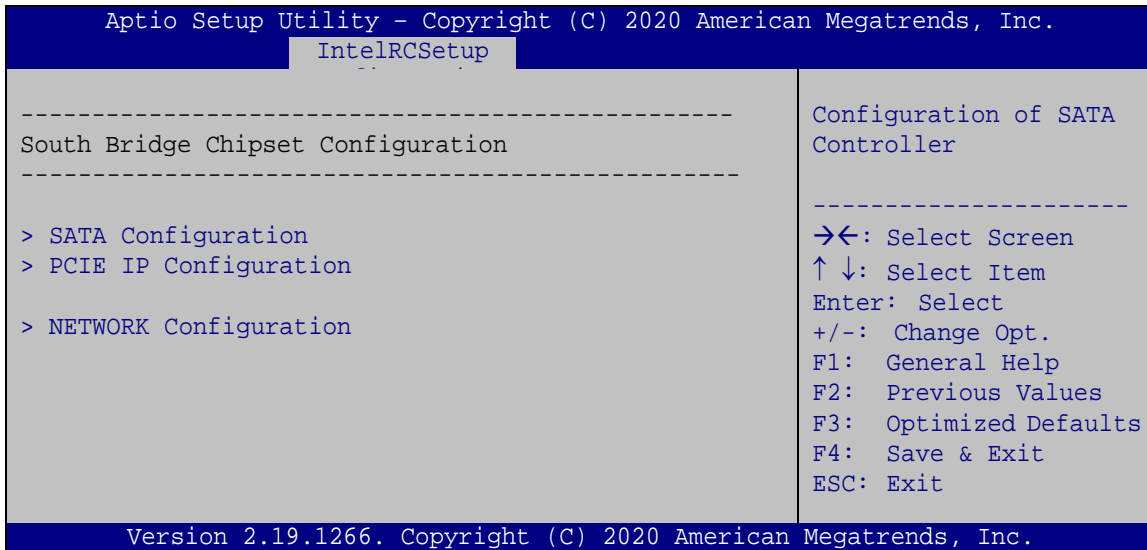 Aptio Setup Utility – Copyright (C) 2020 American Megatrends, Inc.
IntelRCSetup
--------------------------------------------------
South Bridge Chipset Configuration
---------------------------------------------------
> SATA Configuration
> PCIE IP Configuration
> NETWORK Configuration
Configuration of SATA
Controller
----------------------
→←: Select Screen
↑ ↓: Select Item
Enter: Select
+/-: Change Opt.
F1: General Help
F2: Previous Values
F3: Optimized Defaults
F4: Save & Exit
ESC: Exit
Version 2.19.1266. Copyright (C) 2020 American Megatrends, Inc.